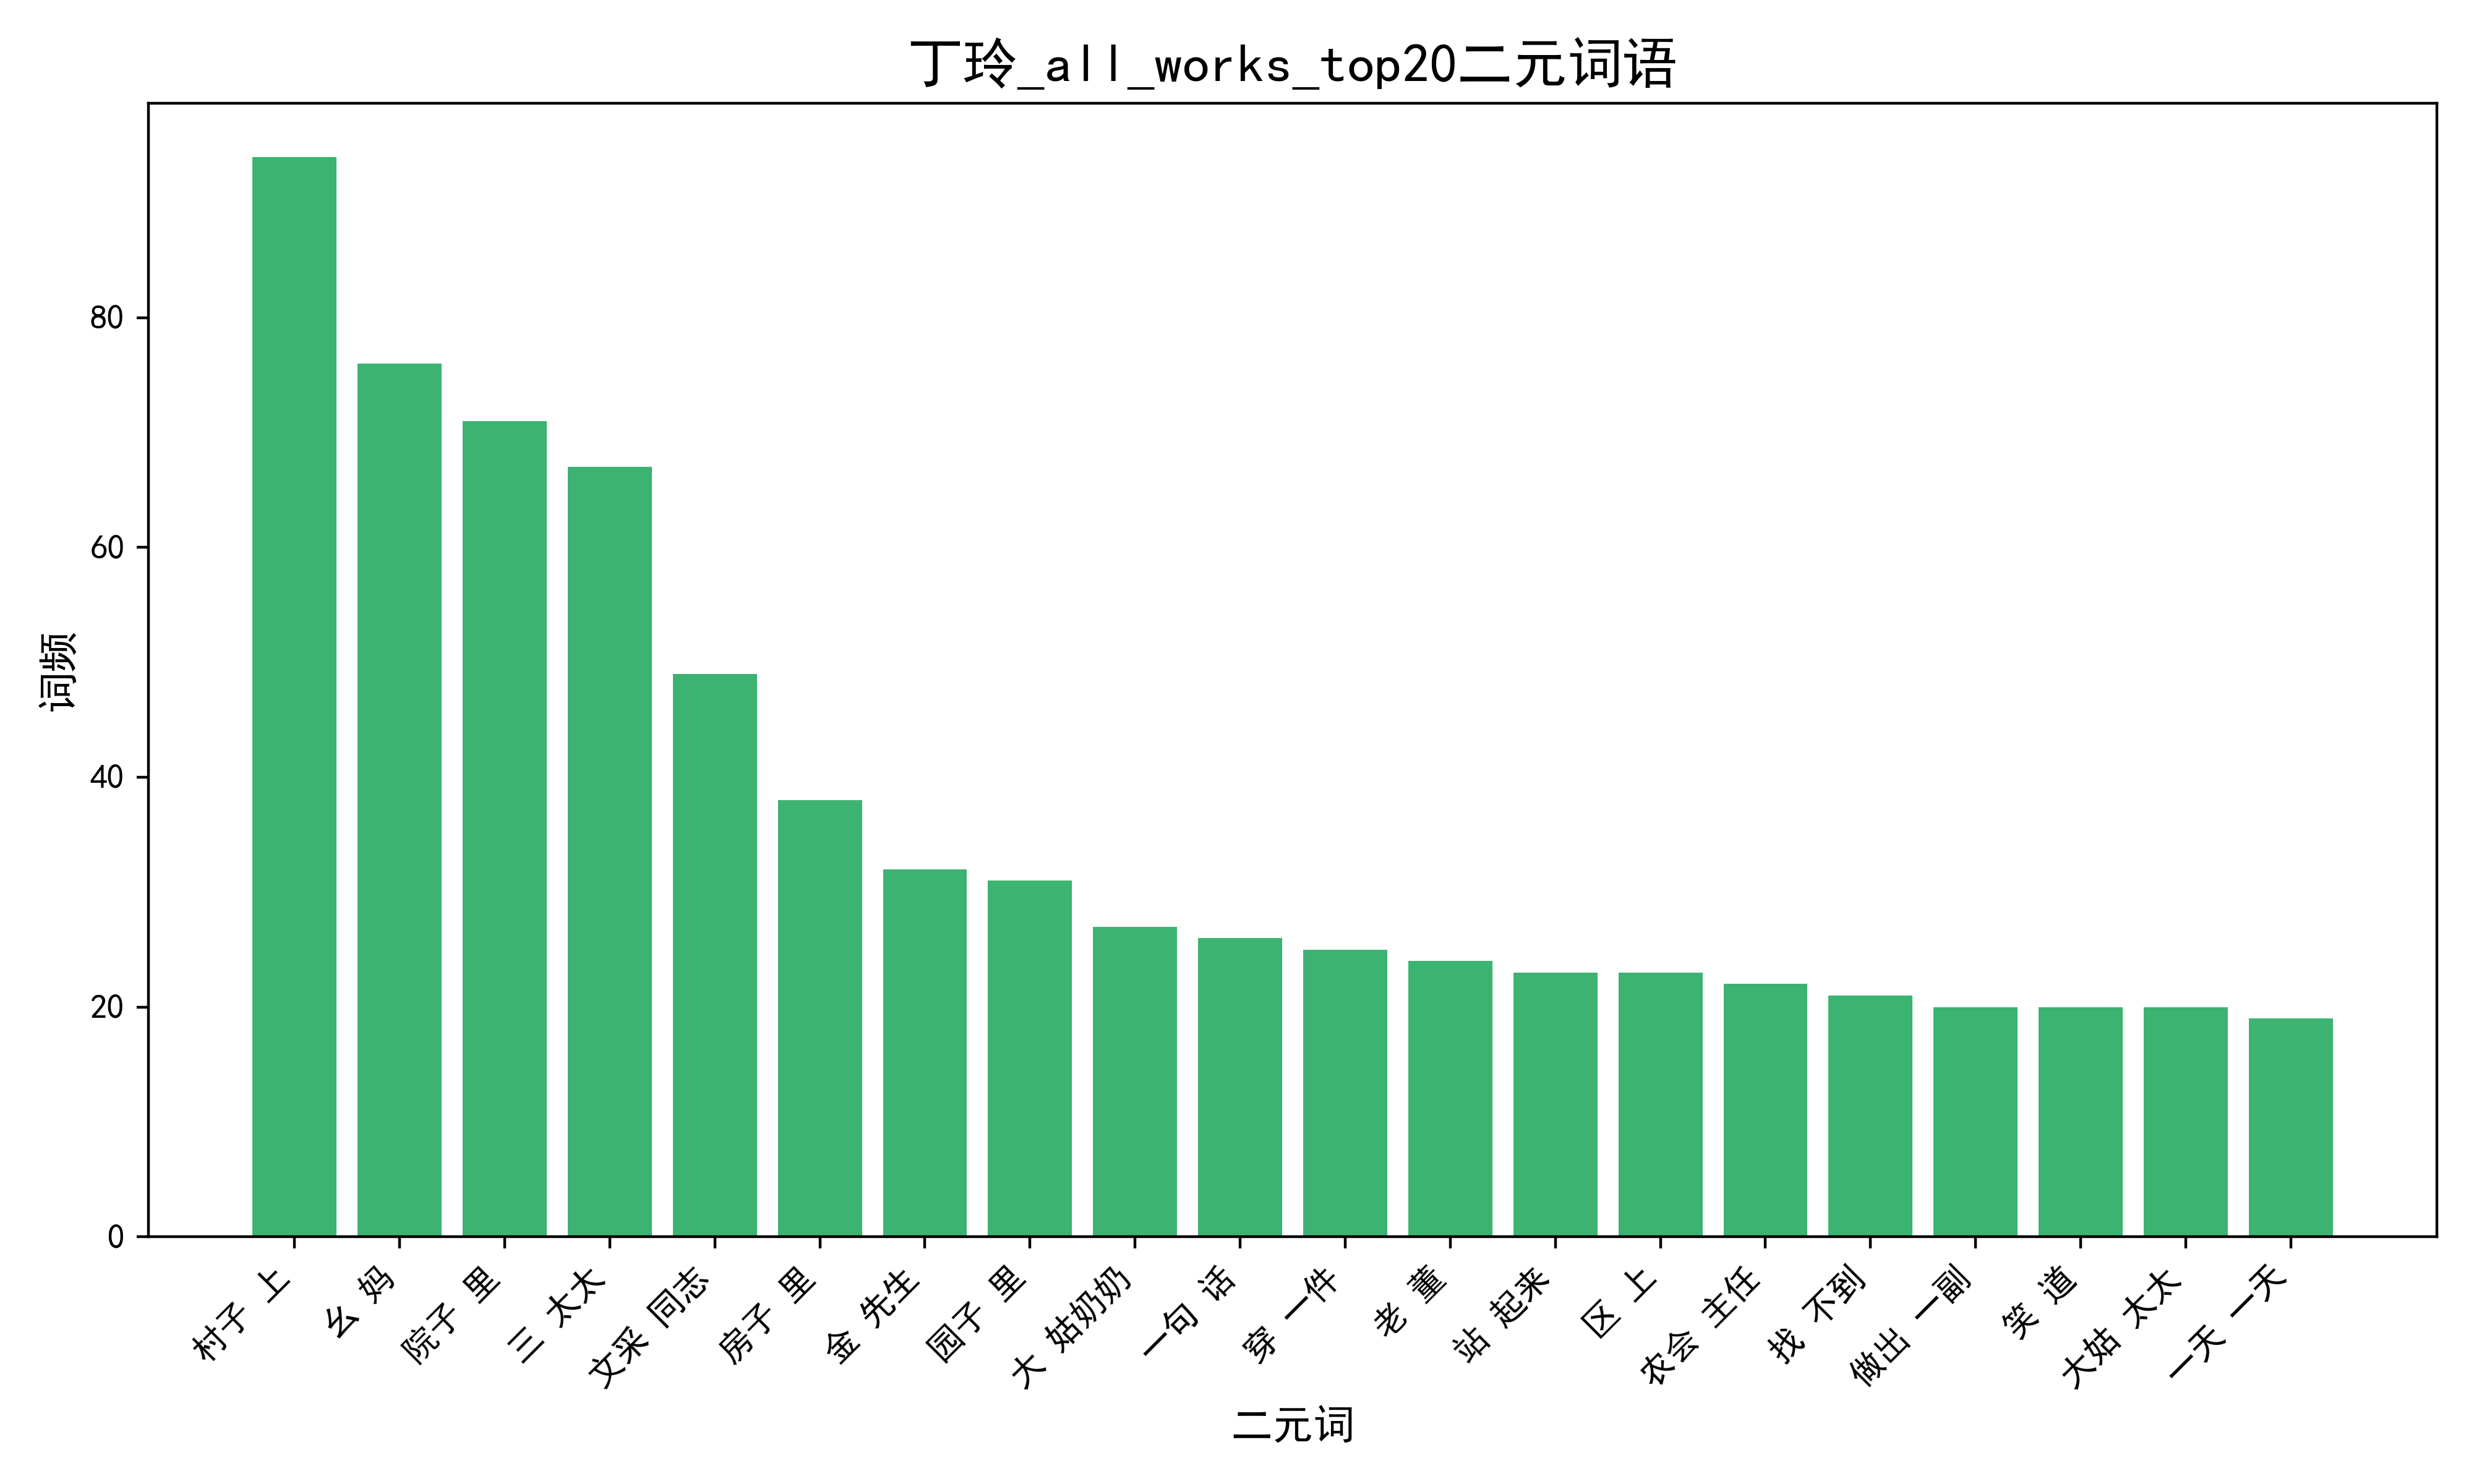 丁玲_all_works_top20二元词语
词频
80
60
40
20
0
村子 上
公 妈
院子 里
三 太太
文采 同志
房子 里
金 先生
园子 里
大 姑奶奶
一句 话
穿 一件
老 董
站 起来
区 上
农会 主任
找 不到
做出 一副
笑 道
大姑 太太
一天 一天
二元词